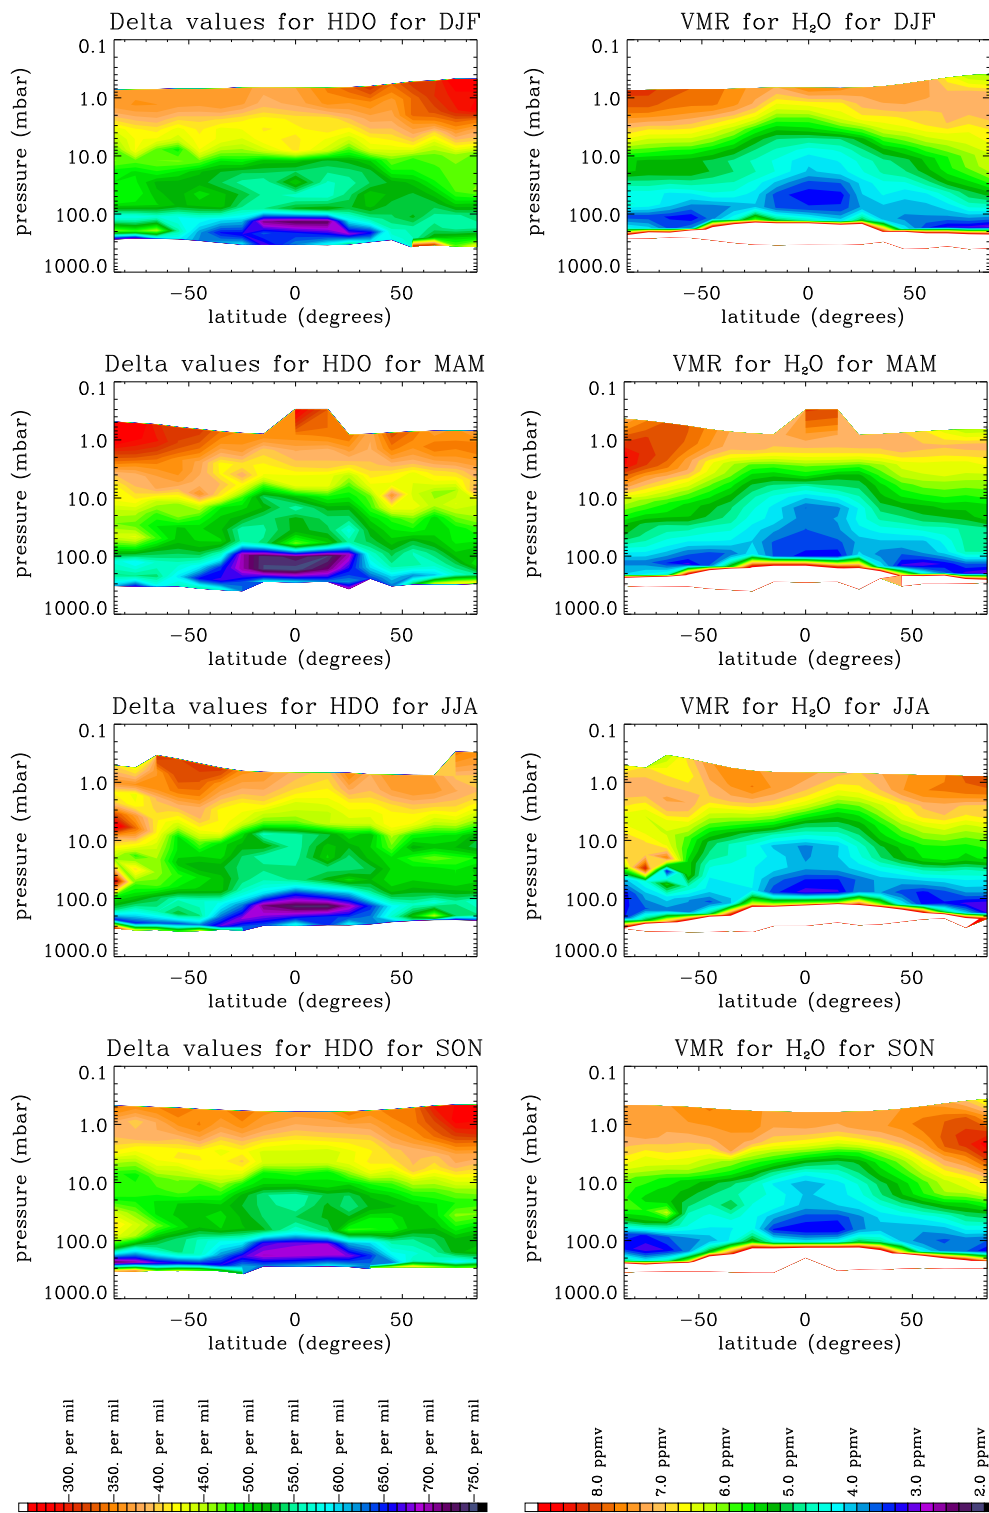 Delta values for HDO for DJF
VMR for H₂O for DJF
0.1
1.0
10.0
100.0
1000.0
pressure (mbar)
−50 0 50
latitude (degrees)
0.1
1.0
10.0
100.0
1000.0
pressure (mbar)
−50 0 50
latitude (degrees)
Delta values for HDO for MAM
VMR for H₂O for MAM
0.1
1.0
10.0
100.0
1000.0
pressure (mbar)
−50 0 50
latitude (degrees)
0.1
1.0
10.0
100.0
1000.0
pressure (mbar)
−50 0 50
latitude (degrees)
Delta values for HDO for JJA
VMR for H₂O for JJA
0.1
1.0
10.0
100.0
1000.0
pressure (mbar)
−50 0 50
latitude (degrees)
0.1
1.0
10.0
100.0
1000.0
pressure (mbar)
−50 0 50
latitude (degrees)
Delta values for HDO for SON
VMR for H₂O for SON
0.1
1.0
10.0
100.0
1000.0
pressure (mbar)
−50 0 50
latitude (degrees)
0.1
1.0
10.0
100.0
1000.0
pressure (mbar)
−50 0 50
latitude (degrees)
300. per mil
350. per mil
400. per mil
450. per mil
500. per mil
550. per mil
600. per mil
650. per mil
700. per mil
750. per mil
8.0 ppmv
7.0 ppmv
6.0 ppmv
5.0 ppmv
4.0 ppmv
3.0 ppmv
2.0 ppmv